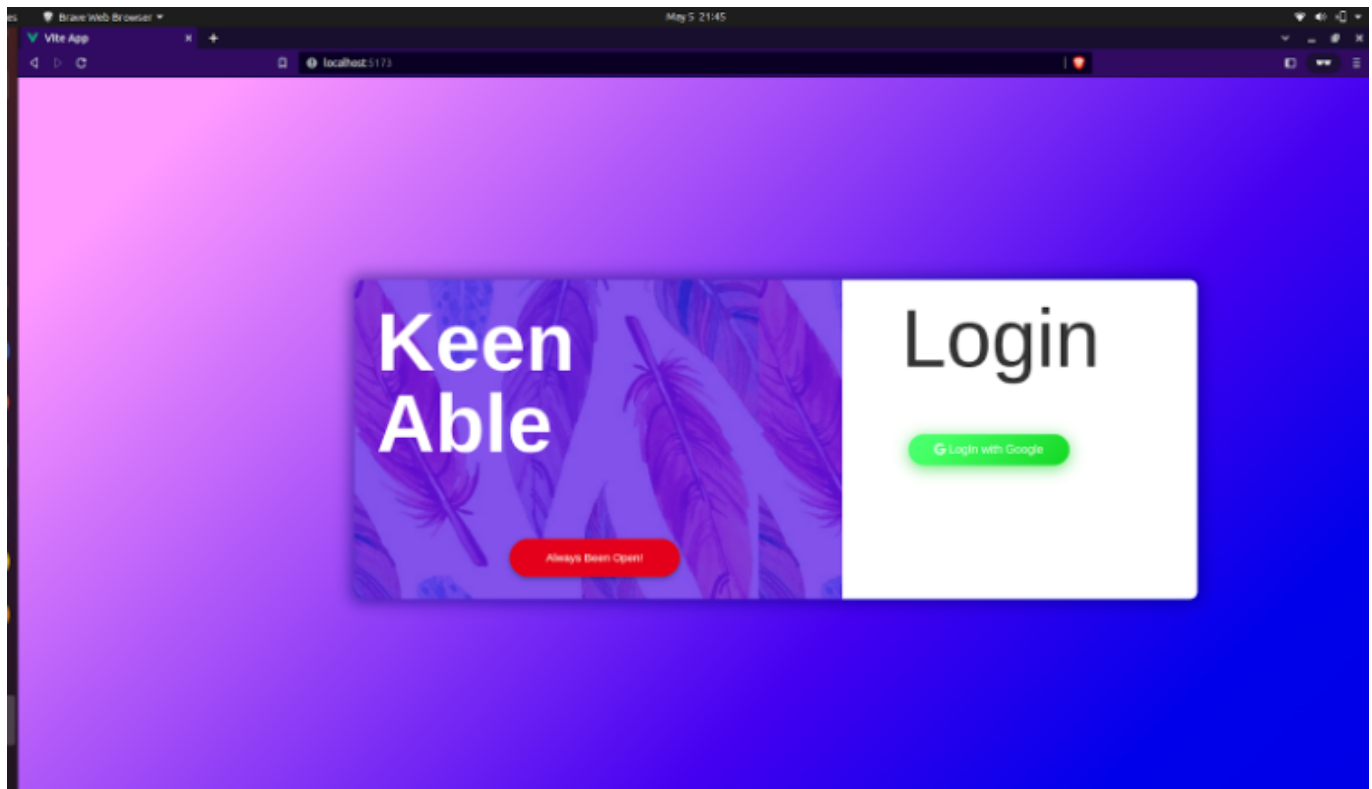 Brave Web Browser
May 5 21:45
Vite App
localhost:5173
Keen
Able
Always Been Open!
Login
G Login with Google